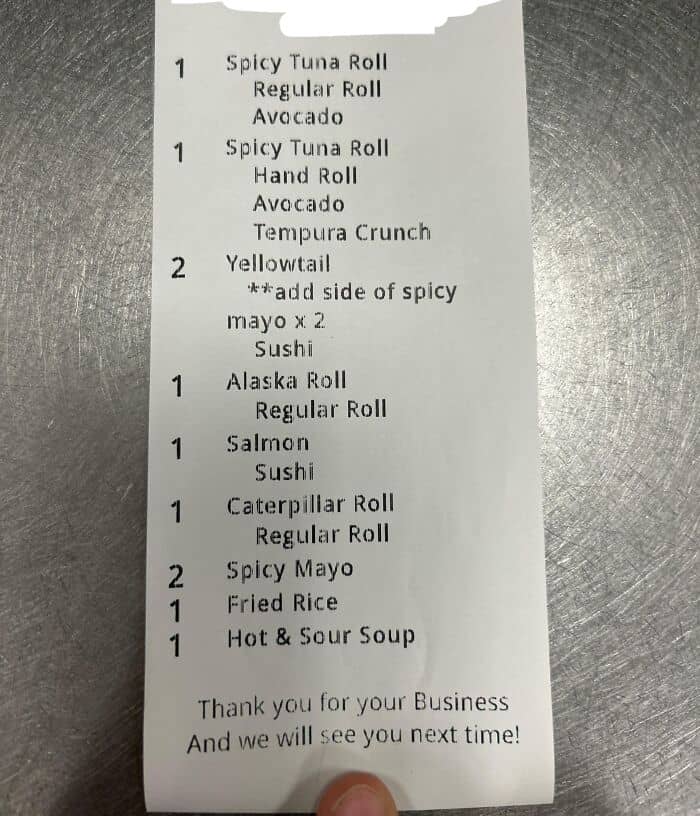 1 Spicy Tuna Roll
Regular Roll
Avocado
1 Spicy Tuna Roll
Hand Roll
Avocado
Tempura Crunch
2 Yellowtail
**add side of spicy
mayo x 2
Sushi
1 Alaska Roll
Regular Roll
1 Salmon
Sushi
1 Caterpillar Roll
Regular Roll
2 Spicy Mayo
1 Fried Rice
1 Hot & Sour Soup
Thank you for your Business
And we will see you next time!